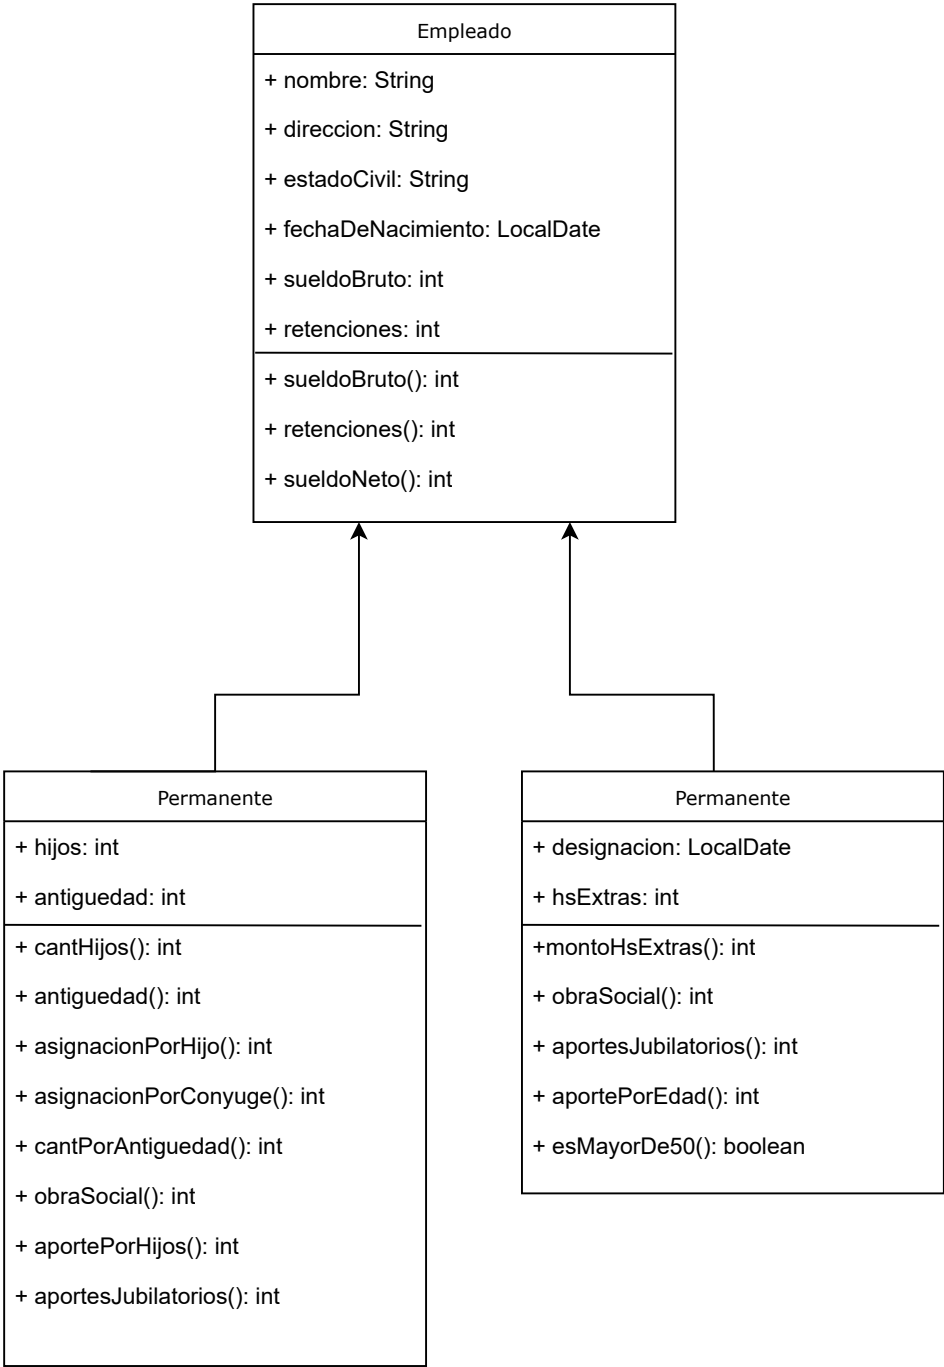 Empleado
+ nombre: String
+ direccion: String
+ estadoCivil: String
+ fechaDeNacimiento: LocalDate
+ sueldoBruto: int
+ retenciones: int
+ sueldoBruto(): int
+ retenciones(): int
+ sueldoNeto(): int
Permanente
+ hijos: int
+ antiguedad: int
+ cantHijos(): int
+ antiguedad(): int
+ asignacionPorHijo(): int
+ asignacionPorConyuge(): int
+ cantPorAntiguedad(): int
+ obraSocial(): int
+ aportePorHijos(): int
+ aportesJubilatorios(): int
Permanente
+ designacion: LocalDate
+ hsExtras: int
+montoHsExtras(): int
+ obraSocial(): int
+ aportesJubilatorios(): int
+ aportePorEdad(): int
+ esMayorDe50(): boolean